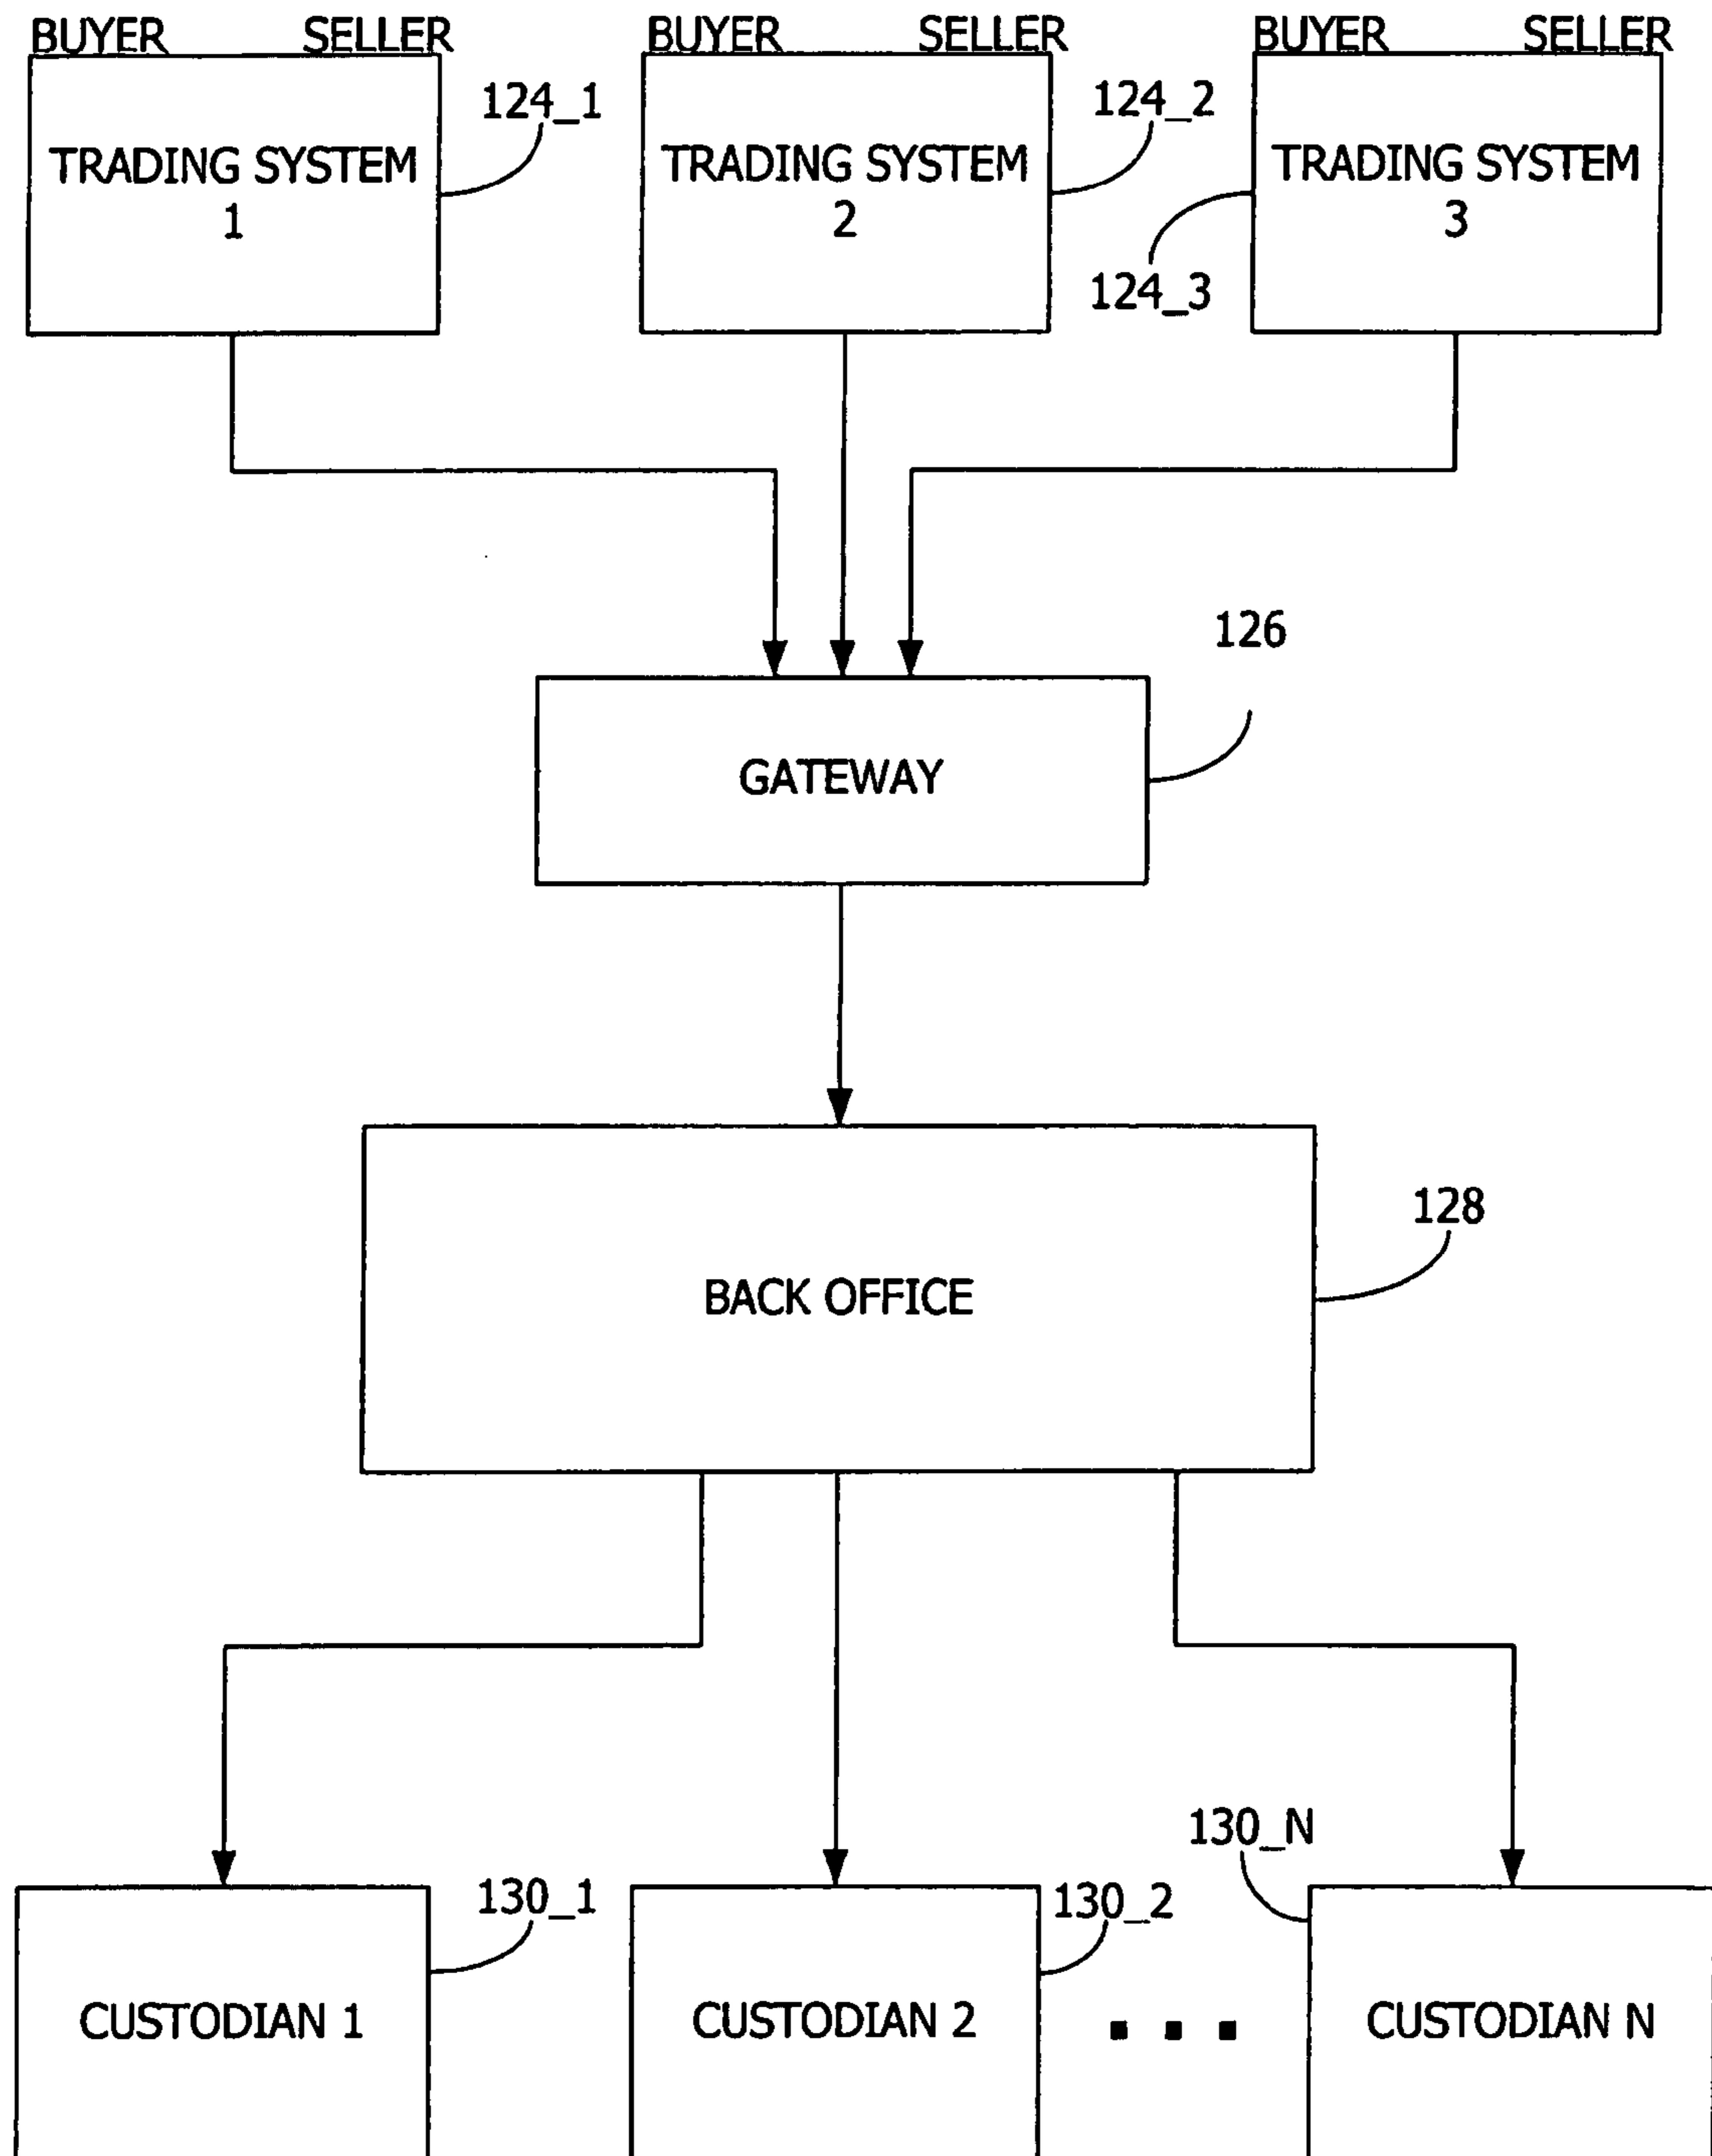 BUYER SELLER BUYER SELLER BUYER SELLER
124_1 124_2
TRADING SYSTEM TRADING SYSTEM TRADING SYSTEM
1 2 3
124_3
126
GATEWAY
128
BACK OFFICE
130_N
130_1 130_2
CUSTODIAN 1 CUSTODIAN 2 ... CUSTODIAN N